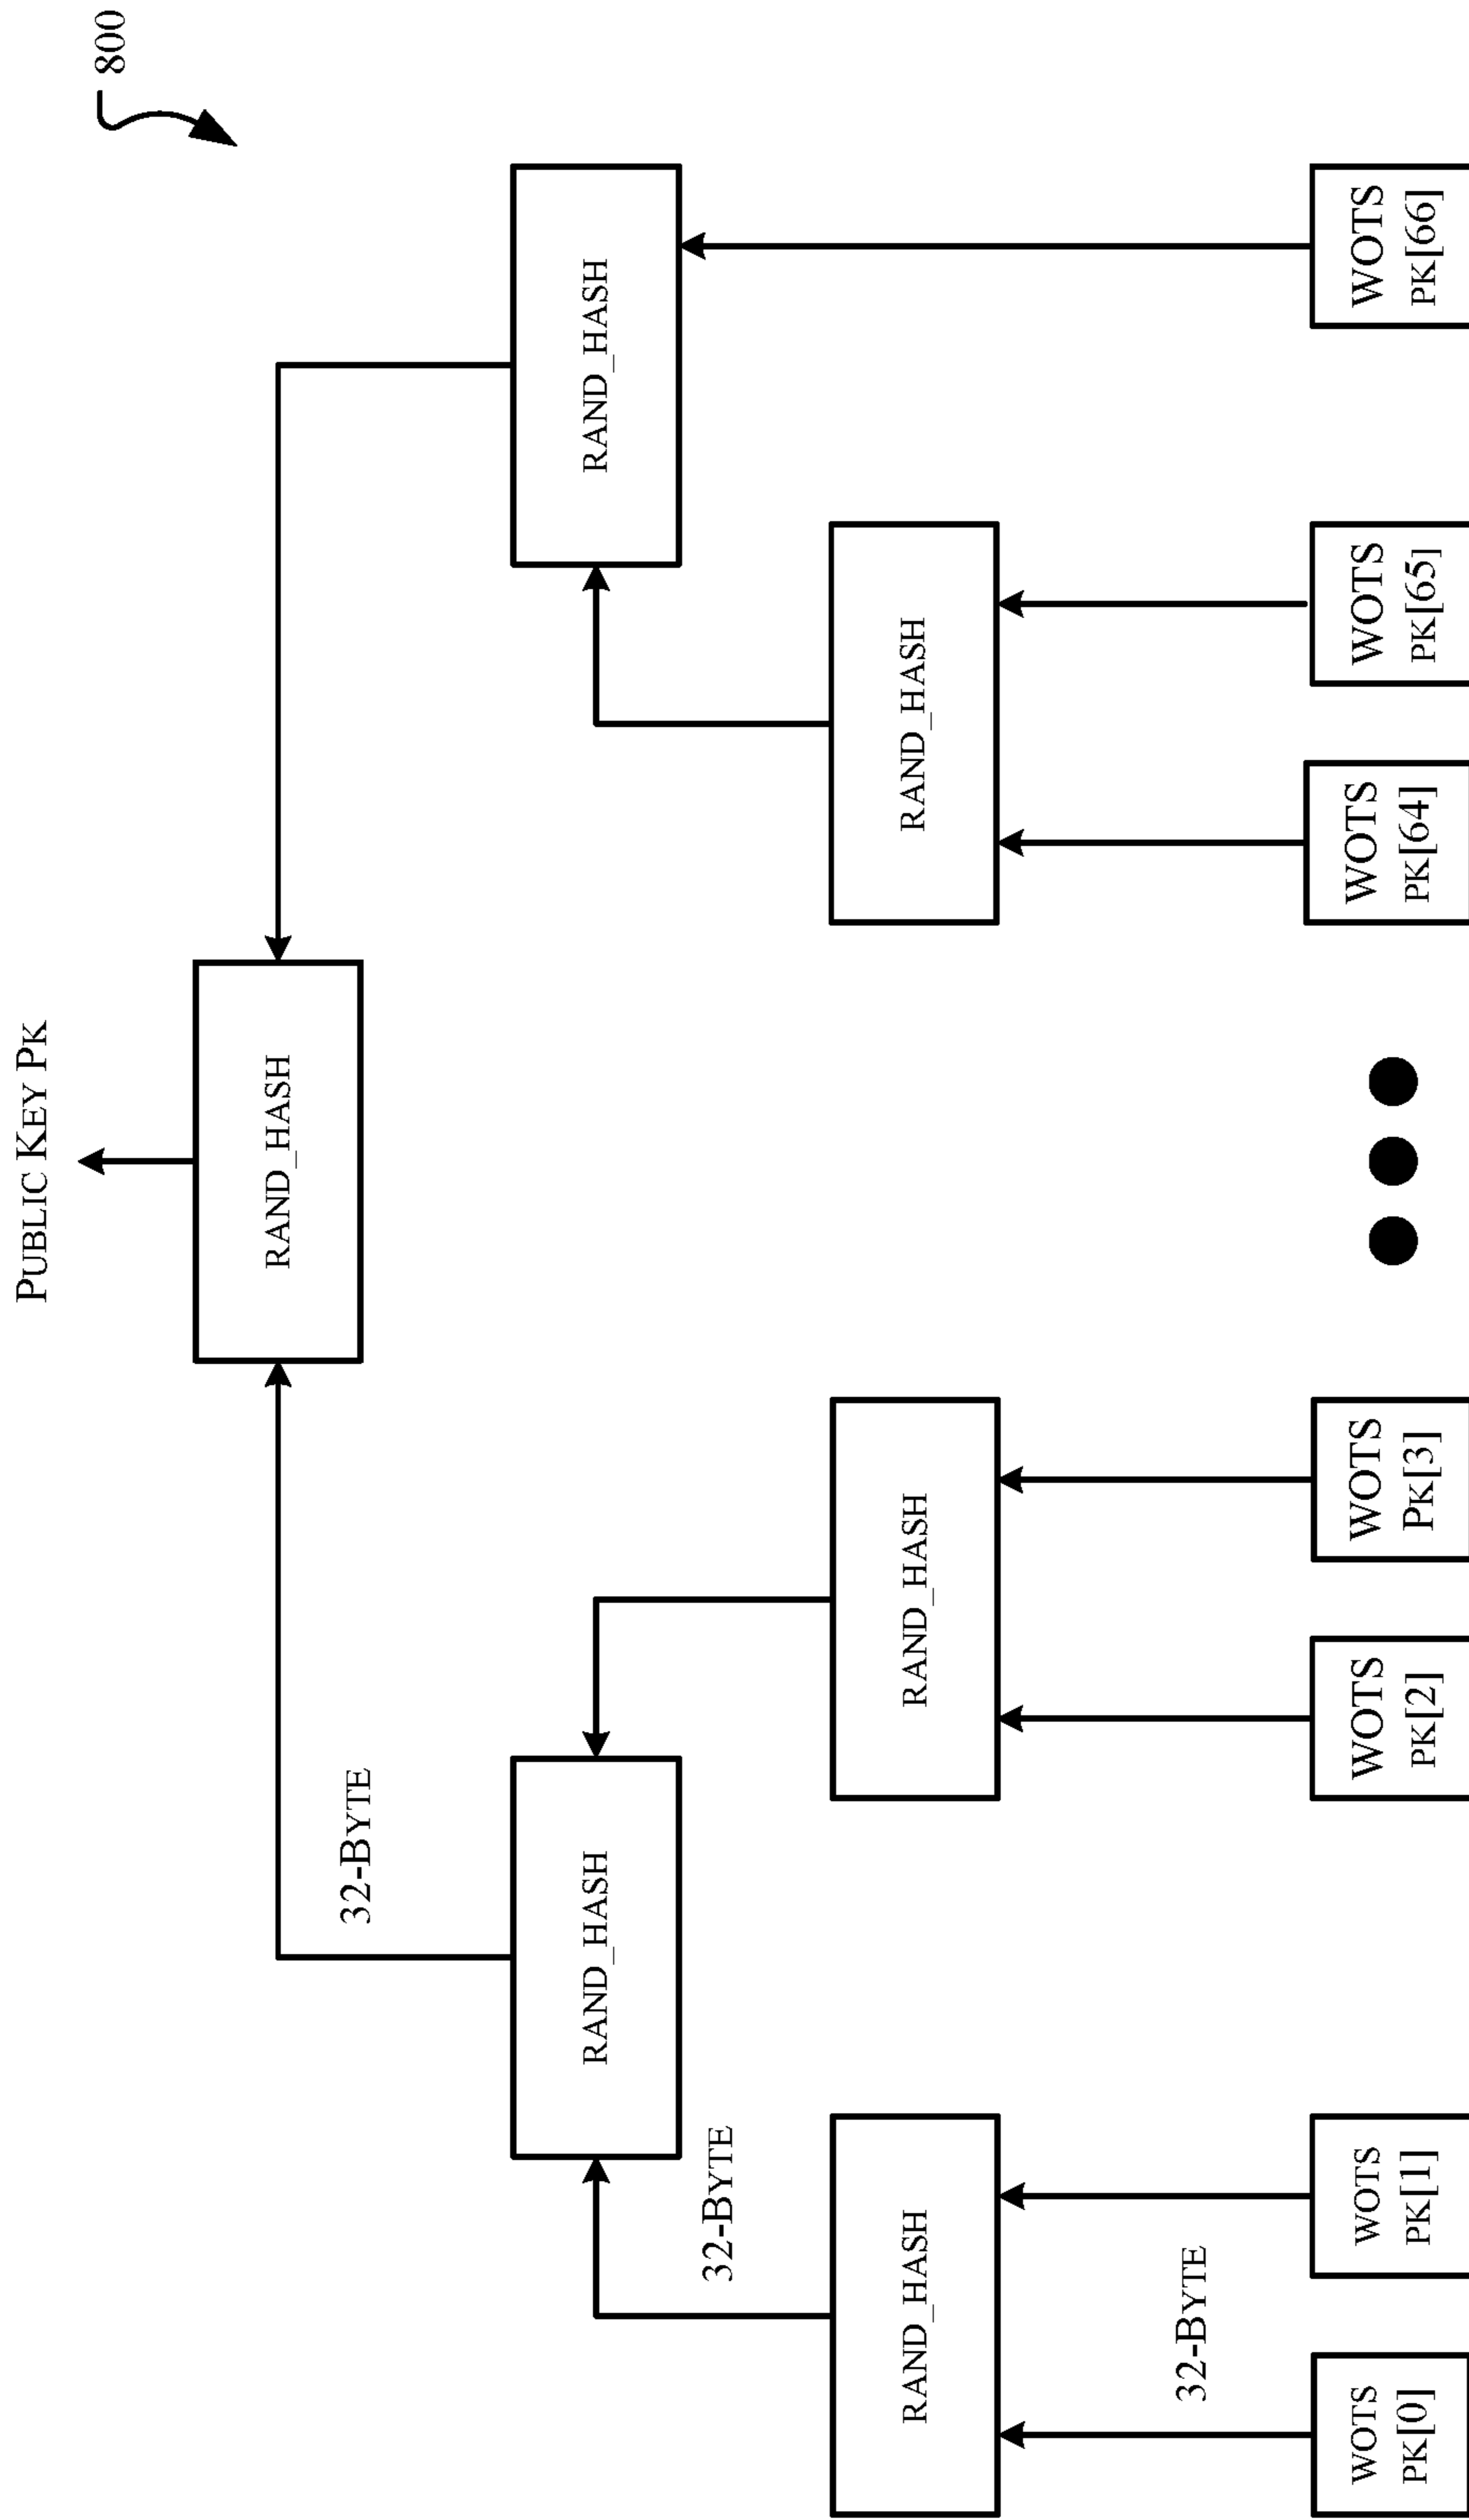 800
PUBLIC KEY PK
RAND_HASH
32-BYTE
RAND_HASH
RAND_HASH
32-BYTE
RAND_HASH
RAND_HASH
RAND_HASH
32-BYTE
WOTS
PK[0]
WOTS
PK[1]
WOTS
PK[2]
WOTS
PK[3]
WOTS
PK[64]
WOTS
PK[65]
WOTS
PK[66]